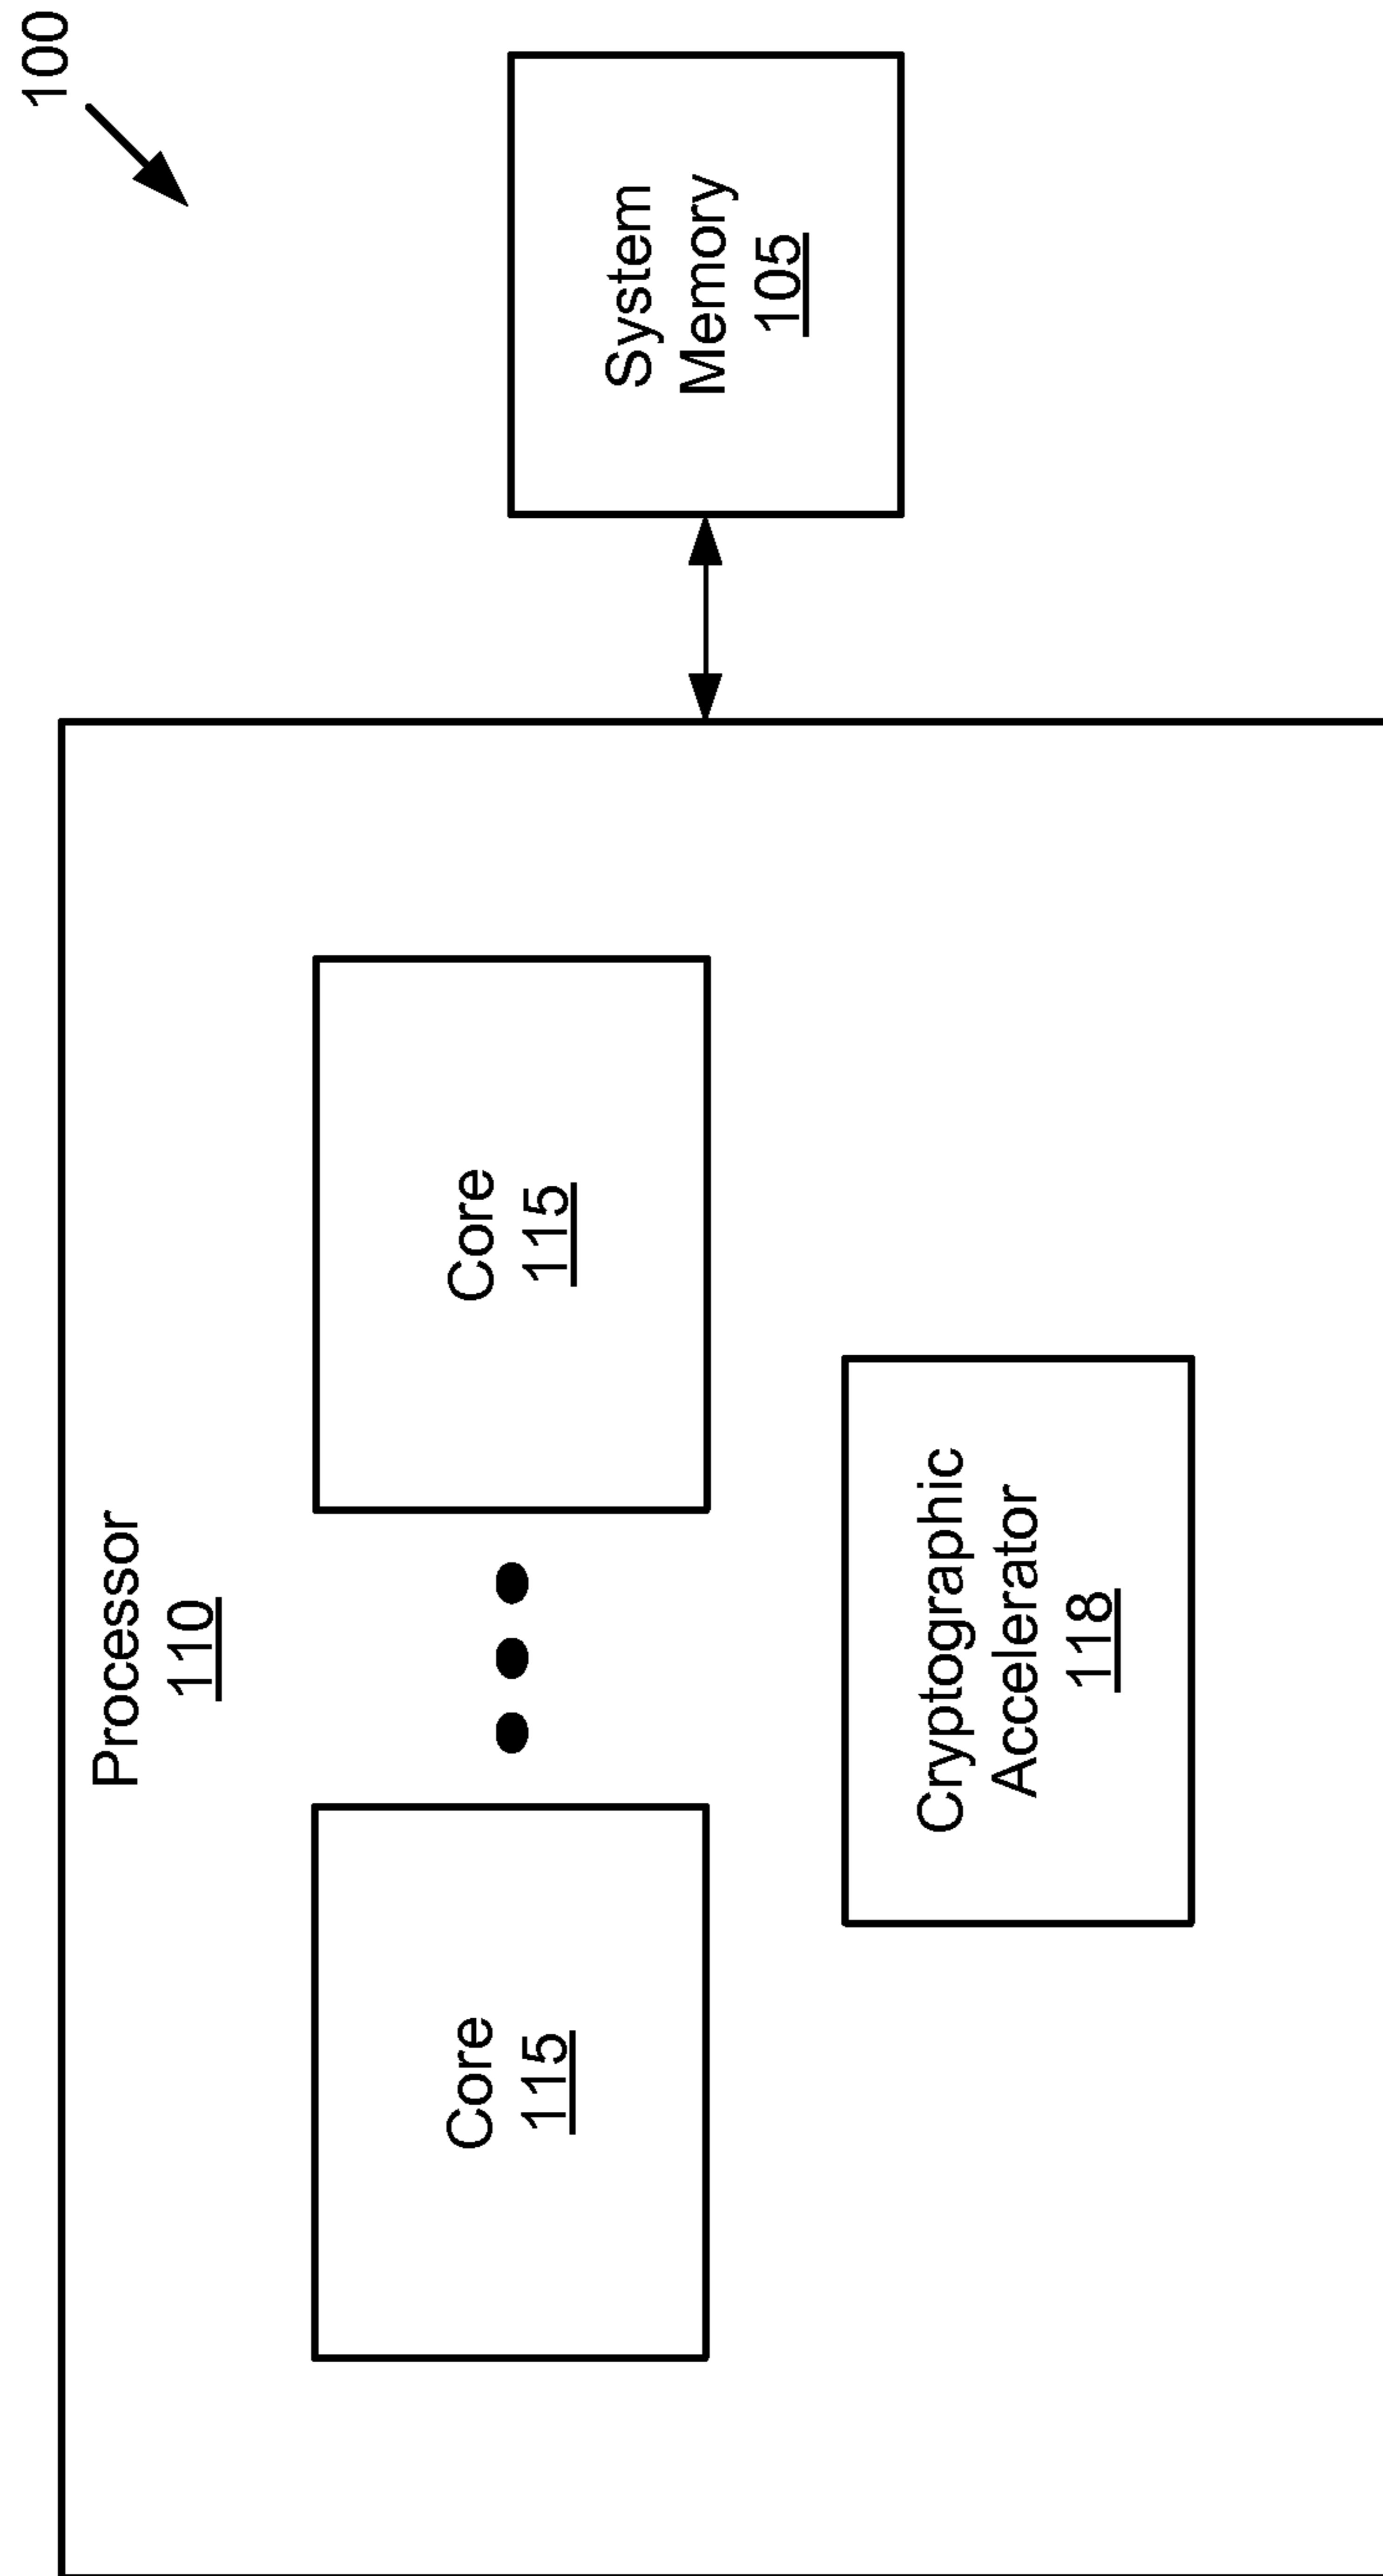 100
Processor
110
Core
115
Core
115
Cryptographic
Accelerator
118
System
Memory
105